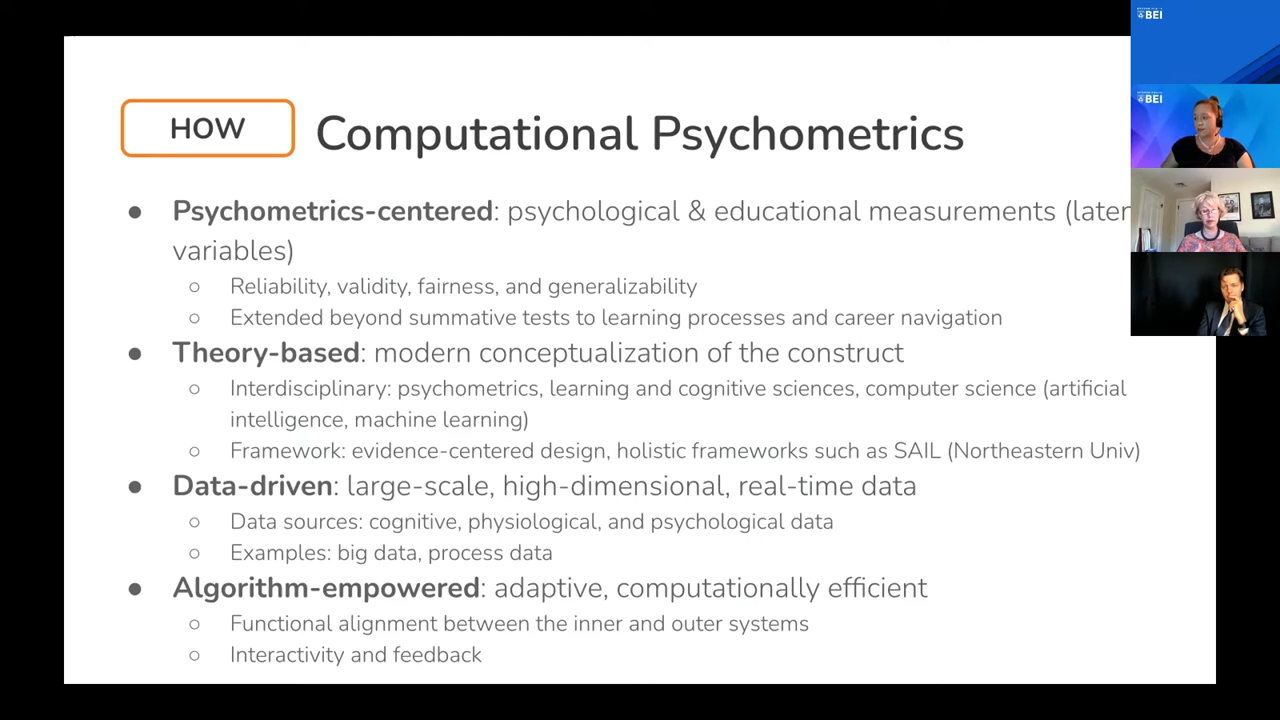 HOW
Computational Psychometrics
● Psychometrics-centered: psychological & educational measurements (later
variables)
○ Reliability, validity, fairness, and generalizability
○ Extended beyond summative tests to learning processes and career navigation
● Theory-based: modern conceptualization of the construct
○ Interdisciplinary: psychometrics, learning and cognitive sciences, computer science (artificial
intelligence, machine learning)
○ Framework: evidence-centered design, holistic frameworks such as SAIL (Northeastern Univ)
● Data-driven: large-scale, high-dimensional, real-time data
○ Data sources: cognitive, physiological, and psychological data
○ Examples: big data, process data
● Algorithm-empowered: adaptive, computationally efficient
○ Functional alignment between the inner and outer systems
○ Interactivity and feedback
BEI
BEI